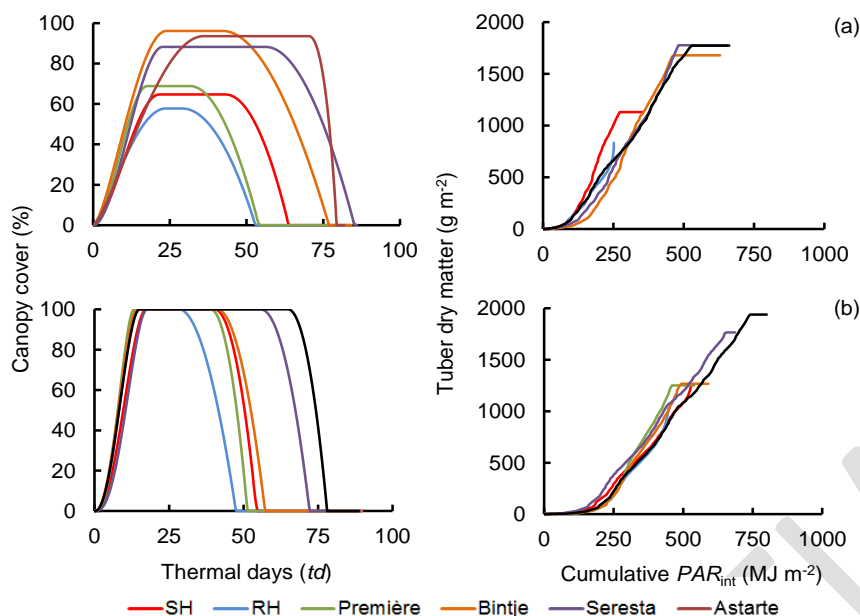 Canopy cover (%)
100
80
60
40
20
0
0 25 50 75 100
100
80
60
40
20
0
0 25 50 75 100
Thermal days (td)
Tuber dry matter (g m-2)
(a)
2000
1500
1000
500
0
0 250 500 750 1000
(b)
2000
1500
1000
500
0
0 250 500 750 1000
Cumulative PARint (MJ m-2)
SH RH Première Bintje Seresta Astarte